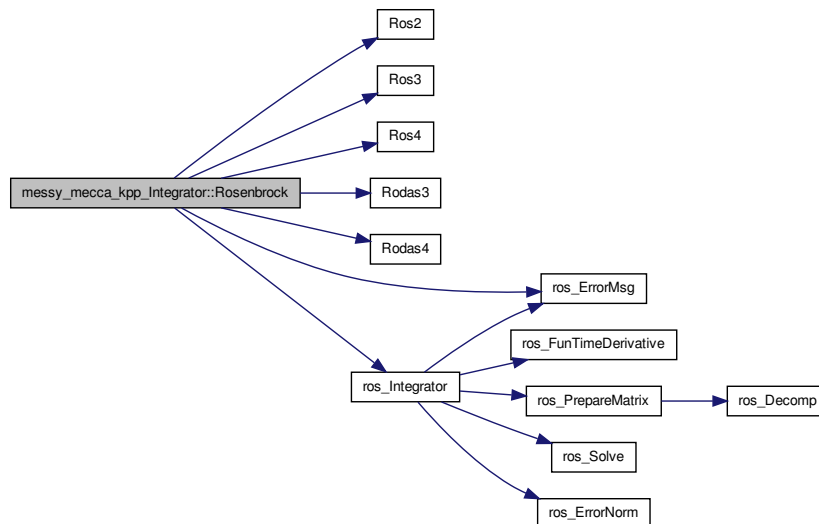 Ros2
Ros3
Ros4
messy_mecca_kpp_Integrator::Rosenbrock
Rodas3
Rodas4
ros_ErrorMsg
ros_FunTimeDerivative
ros_Integrator
ros_PrepareMatrix
ros_Decomp
ros_Solve
ros_ErrorNorm